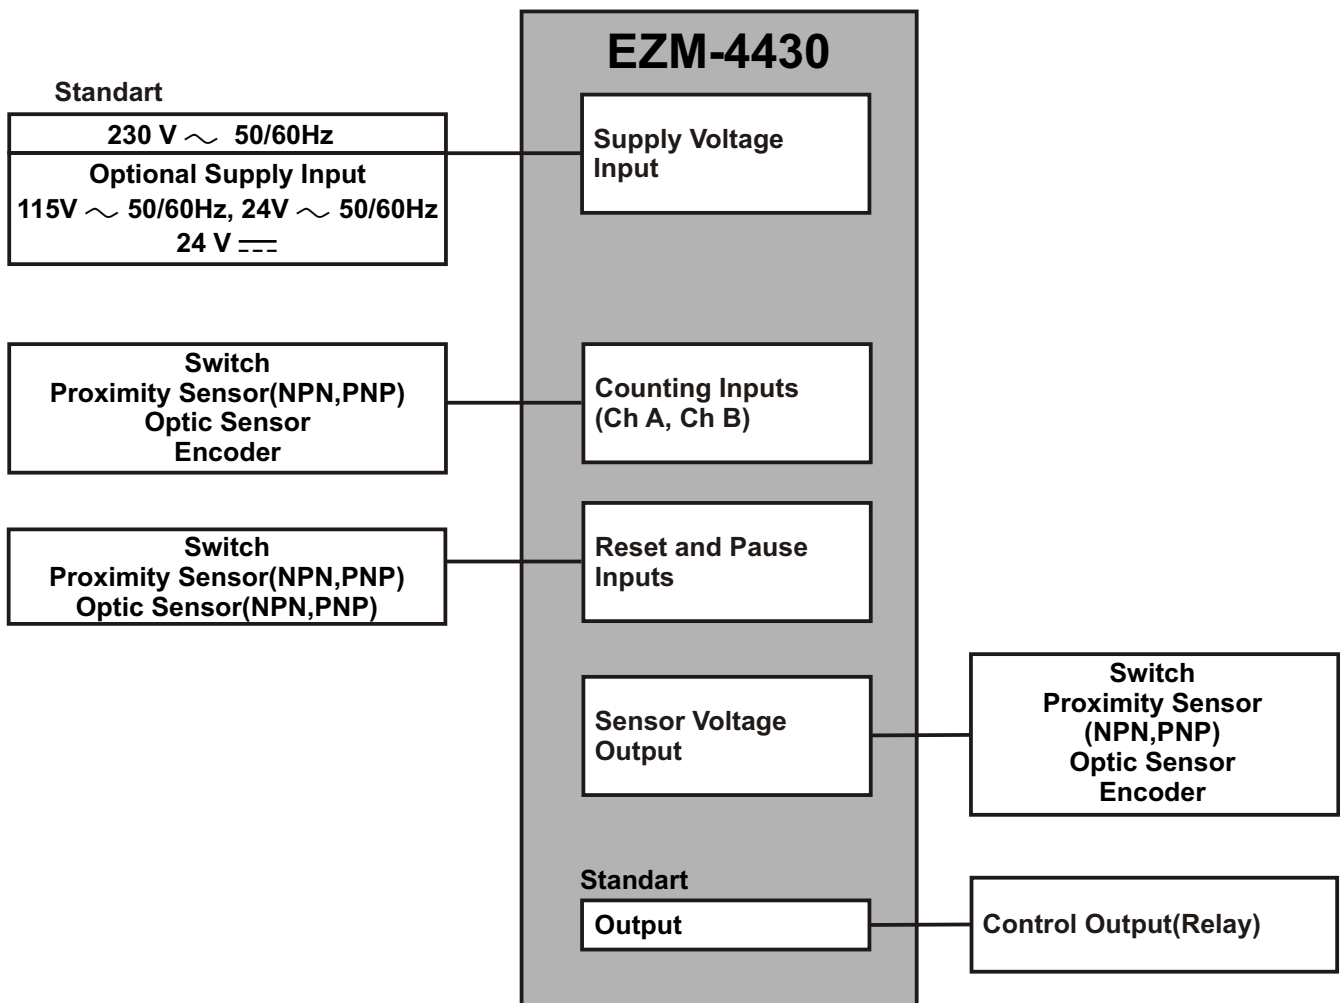 EZM-4430
Standart
230 V ~ 50/60Hz
Optional Supply Input
115V ~ 50/60Hz, 24V ~ 50/60Hz
24 V ⎓
Supply Voltage
Input
Switch
Proximity Sensor(NPN,PNP)
Optic Sensor
Encoder
Counting Inputs
(Ch A, Ch B)
Switch
Proximity Sensor(NPN,PNP)
Optic Sensor(NPN,PNP)
Reset and Pause
Inputs
Sensor Voltage
Output
Switch
Proximity Sensor
(NPN,PNP)
Optic Sensor
Encoder
Standart
Output
Control Output(Relay)